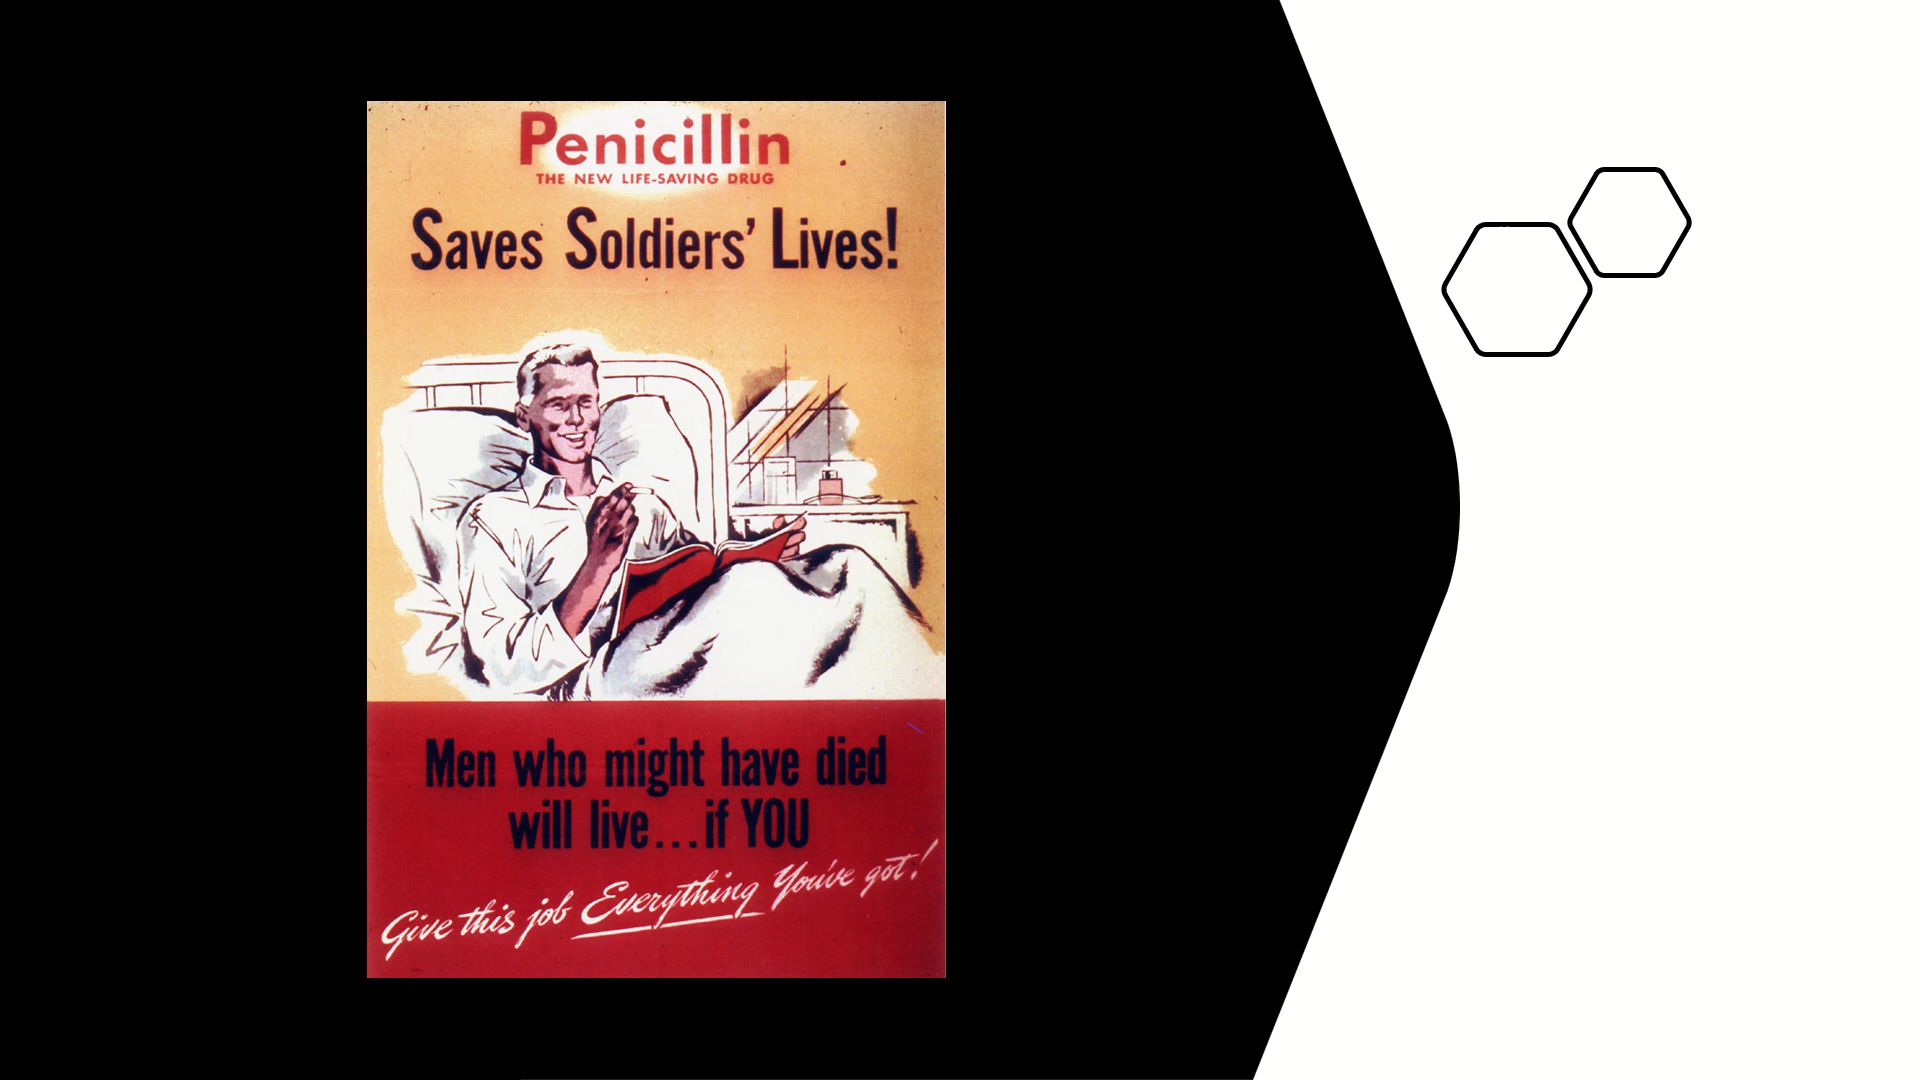 Penicillin
THE NEW LIFE-SAVING DRUG
Saves Soldiers' Lives!
Men who might have died
will live...if YOU
Give this job Everything You've got!